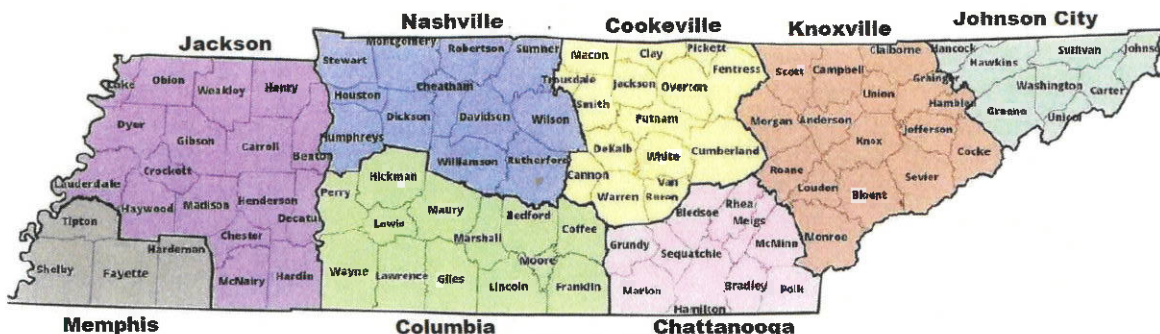 Nashville
Cookeville
Knoxville
Johnson City
Jackson
Lake
Obion
Weakley
Henry
Dyer
Gibson
Carroll
Benton
Crockett
Lauderdale
Haywood
Madison
Henderson
Decatu
Chester
McNairy
Hardin
Tipton
Hardeman
Shelby
Fayette
Montgomery
Robertson
Sumner
Stewart
Cheatham
Houston
Dickson
Davidson
Wilson
Humphreys
Williamson
Rutherford
Hickman
Perry
Lewis
Maury
Bedford
Coffee
Marshall
Moore
Wayne
Lawrence
Giles
Lincoln
Franklin
Macon
Clay
Pickett
Fentress
Trousdale
Jackson
Overton
Smith
Putnam
DeKalb
White
Cumberland
Cannon
Warren
Van
Buren
Bledsoe
Rhea
Meigs
Grundy
Sequatchie
McMinn
Marion
Bradley
Polk
Hamilton
Scott
Campbell
Claiborne
Union
Grainger
Hamblen
Morgan
Anderson
Knox
Jefferson
Cocke
Roane
Louden
Blount
Sevier
Monroe
Hancock
Hawkins
Sullivan
Johnso
Washington
Carter
Greene
Unicoi
Memphis
Columbia
Chattanooga